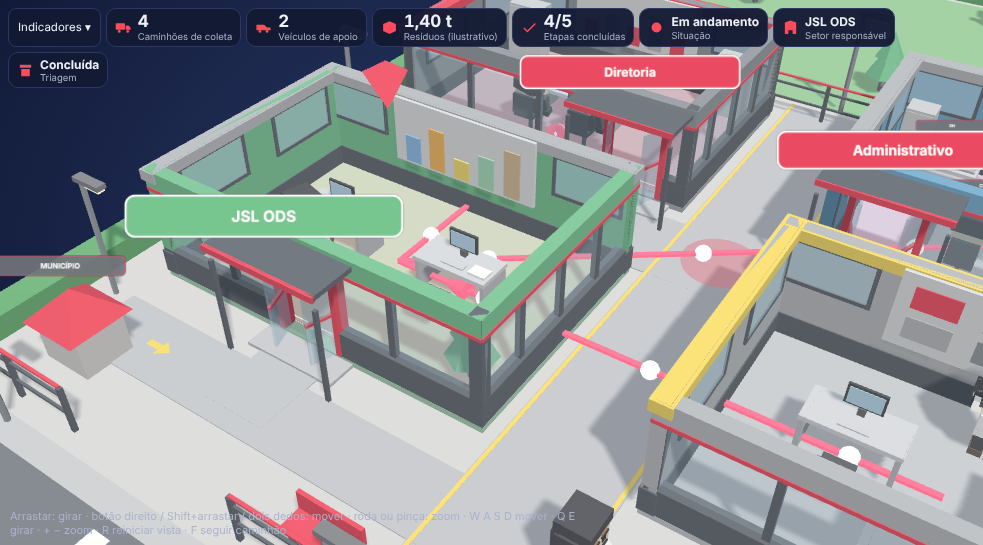 Indicadores ▾
4
Caminhões de coleta
2
Veículos de apoio
1,40 t
Resíduos (ilustrativo)
4/5
Etapas concluídas
Em andamento
Situação
JSL ODS
Setor responsável
Concluída
Triagem
Diretoria
Administrativo
JSL ODS
MUNICÍPIO
Arrastar: girar · botão direito / Shift+arrastar / dois dedos: mover · roda ou pinça: zoom · W A S D mover · Q E
girar · + − zoom · R reiniciar vista · F seguir caminhão